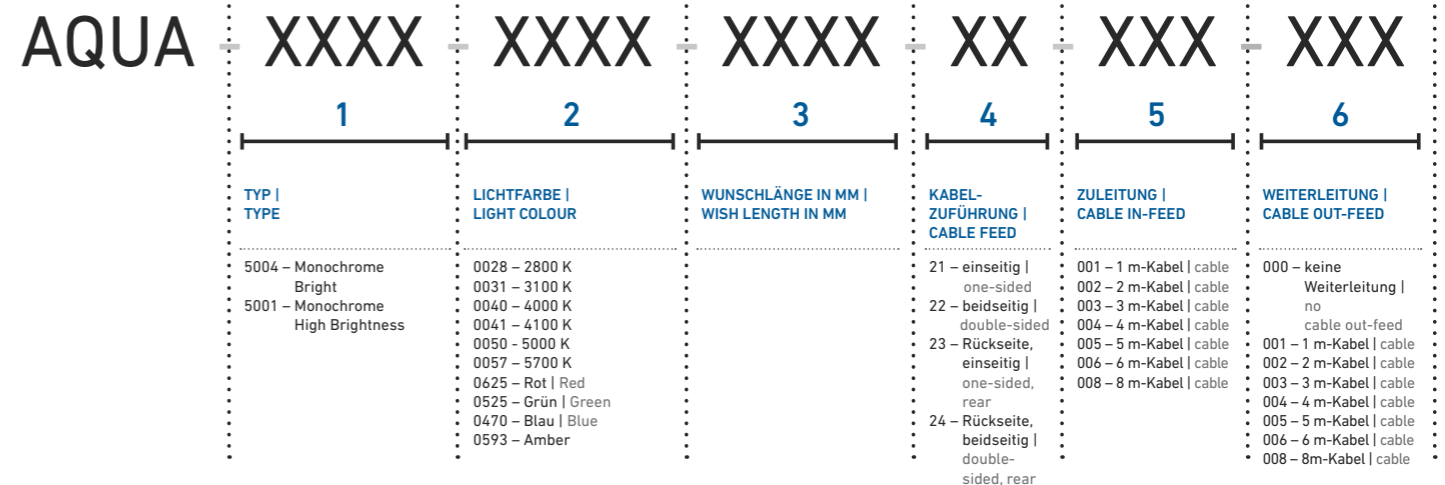 AQUA - XXXX - XXXX - XXXX - XX - XXX - XXX
1
2
3
4
5
6
TYP |
TYPE
LICHTFARBE |
LIGHT COLOUR
WUNSCHLÄNGE IN MM |
WISH LENGTH IN MM
KABEL-
ZUFÜHRUNG |
CABLE FEED
ZULEITUNG |
CABLE IN-FEED
WEITERLEITUNG |
CABLE OUT-FEED
5004 – Monochrome
Bright
5001 – Monochrome
High Brightness
0028 – 2800 K
0031 – 3100 K
0040 – 4000 K
0041 – 4100 K
0050 - 5000 K
0057 – 5700 K
0625 – Rot | Red
0525 – Grün | Green
0470 – Blau | Blue
0593 – Amber
21 – einseitig |
one-sided
22 – beidseitig |
double-sided
23 – Rückseite,
einseitig |
one-sided,
rear
24 – Rückseite,
beidseitig |
double-
sided, rear
001 – 1 m-Kabel | cable
002 – 2 m-Kabel | cable
003 – 3 m-Kabel | cable
004 – 4 m-Kabel | cable
005 – 5 m-Kabel | cable
006 – 6 m-Kabel | cable
008 – 8 m-Kabel | cable
000 – keine
Weiterleitung |
no
cable out-feed
001 – 1 m-Kabel | cable
002 – 2 m-Kabel | cable
003 – 3 m-Kabel | cable
004 – 4 m-Kabel | cable
005 – 5 m-Kabel | cable
006 – 6 m-Kabel | cable
008 – 8m-Kabel | cable